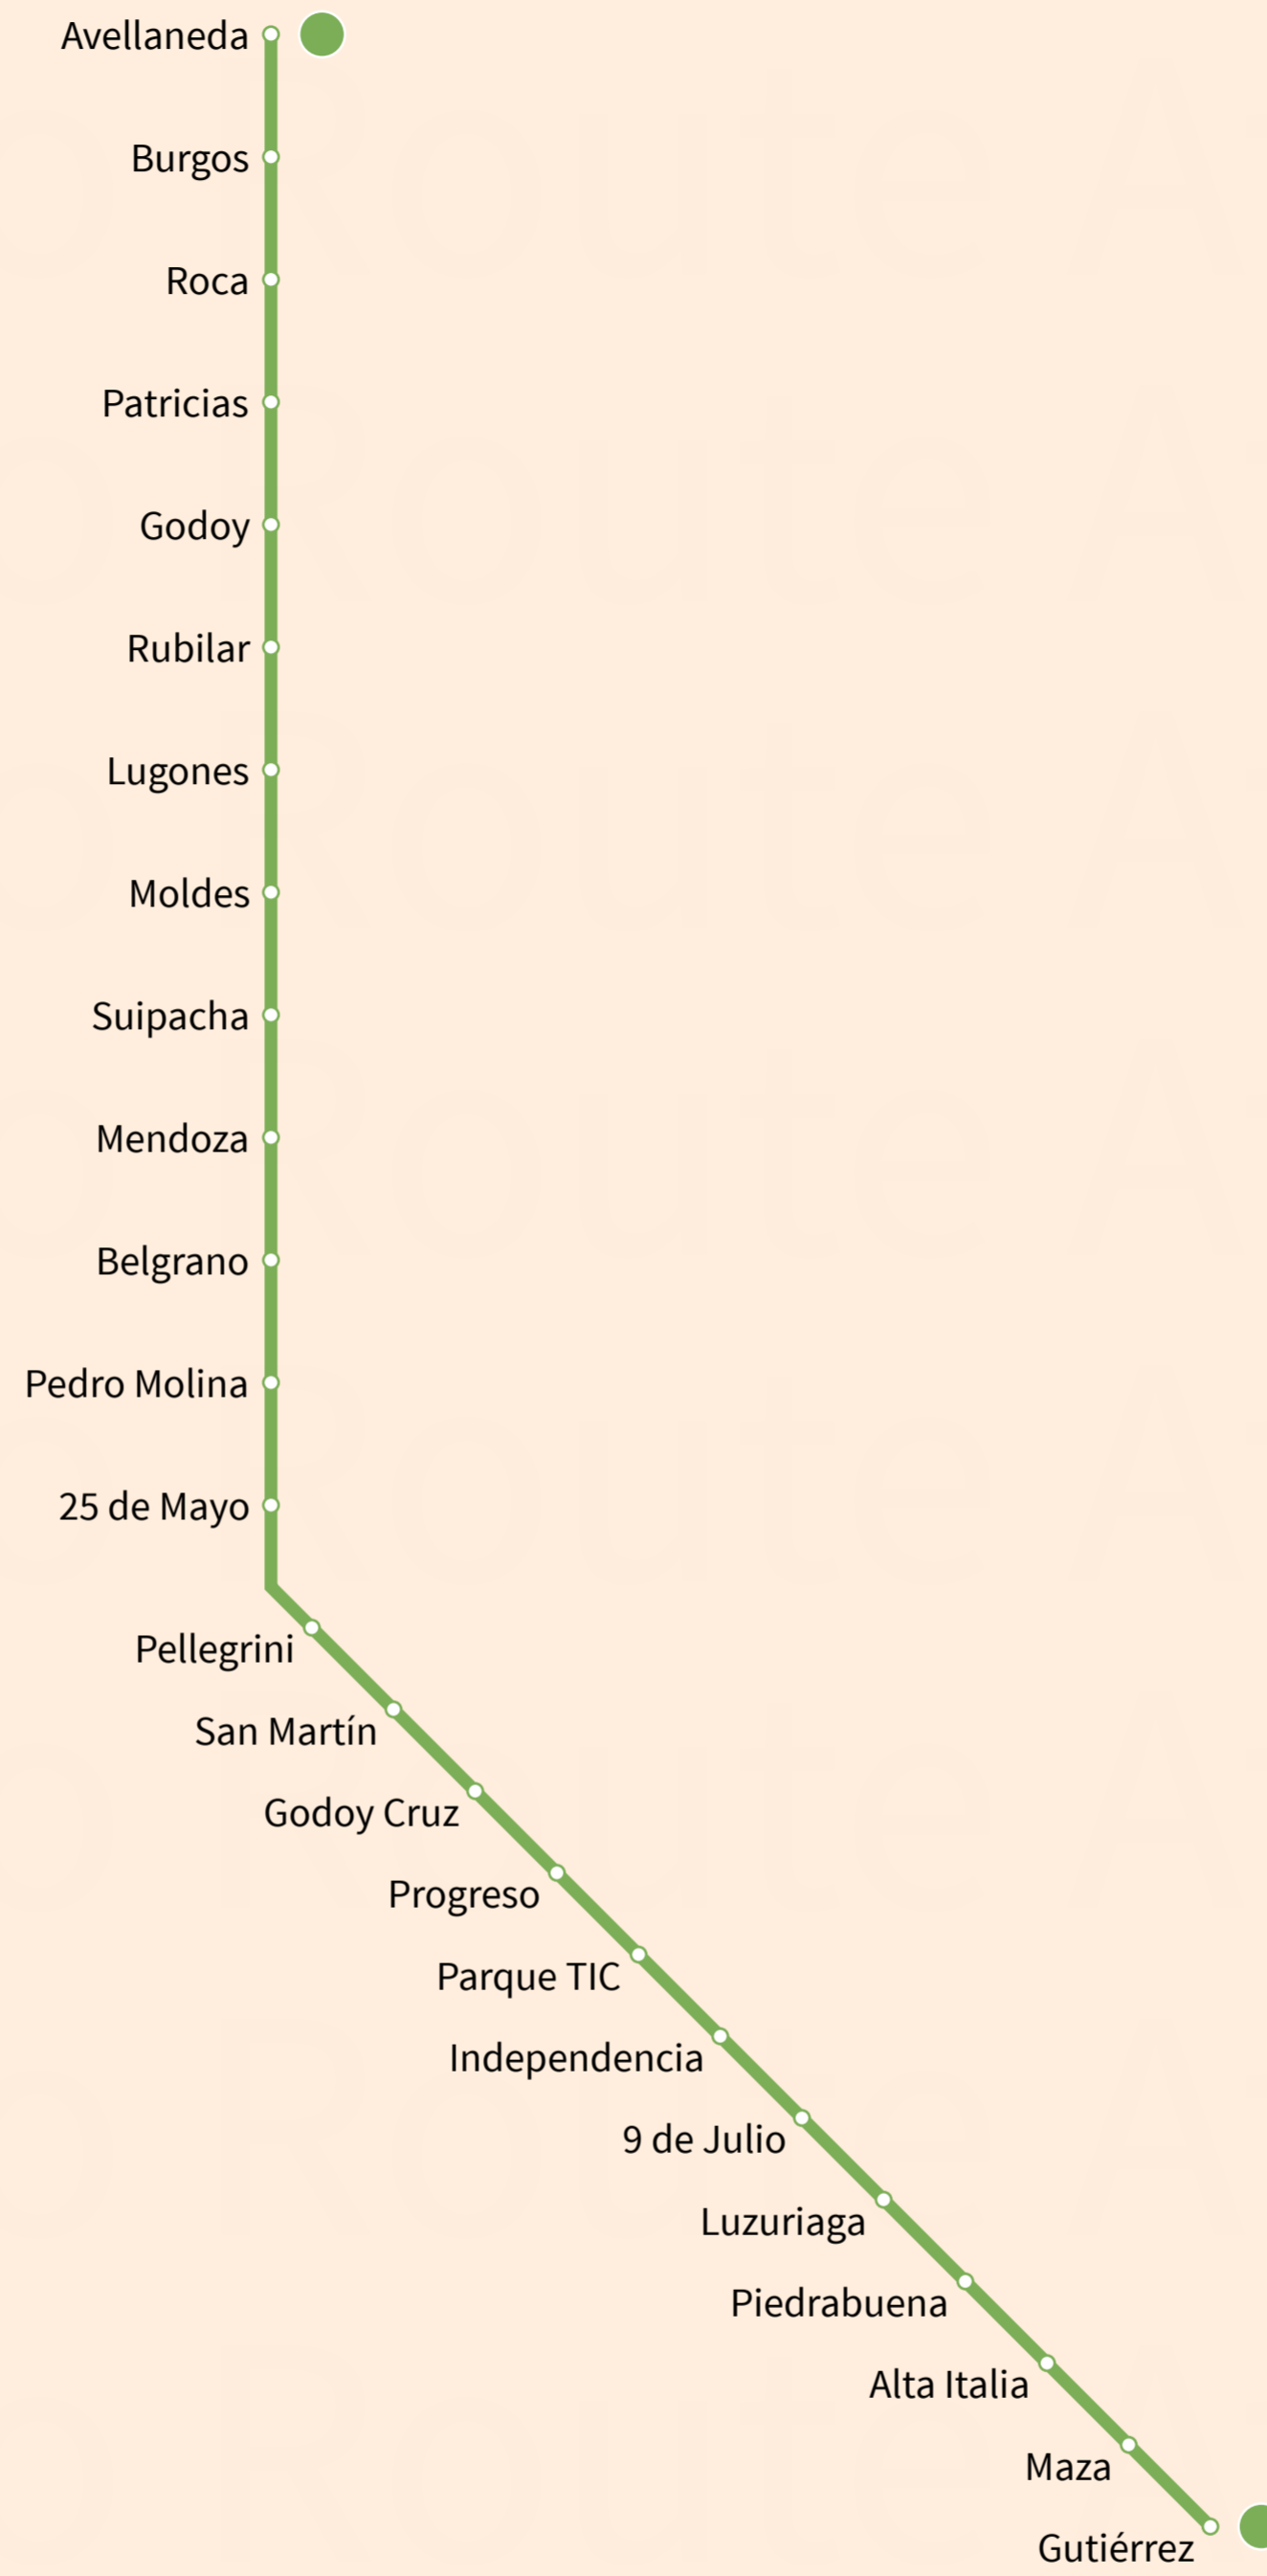 Avellaneda
Burgos
Roca
Patricias
Godoy
Rubilar
Lugones
Moldes
Suipacha
Mendoza
Belgrano
Pedro Molina
25 de Mayo
Pellegrini
San Martín
Godoy Cruz
Progreso
Parque TIC
Independencia
9 de Julio
Luzuriaga
Piedrabuena
Alta Italia
Maza
Gutiérrez